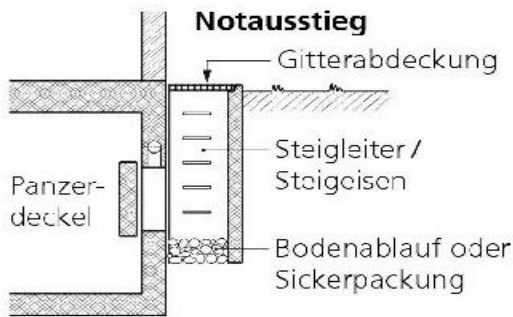 Notausstieg
Gitterabdeckung
Steigleiter /
Steigeisen
Panzer-
deckel
Bodenablauf oder
Sickerpackung